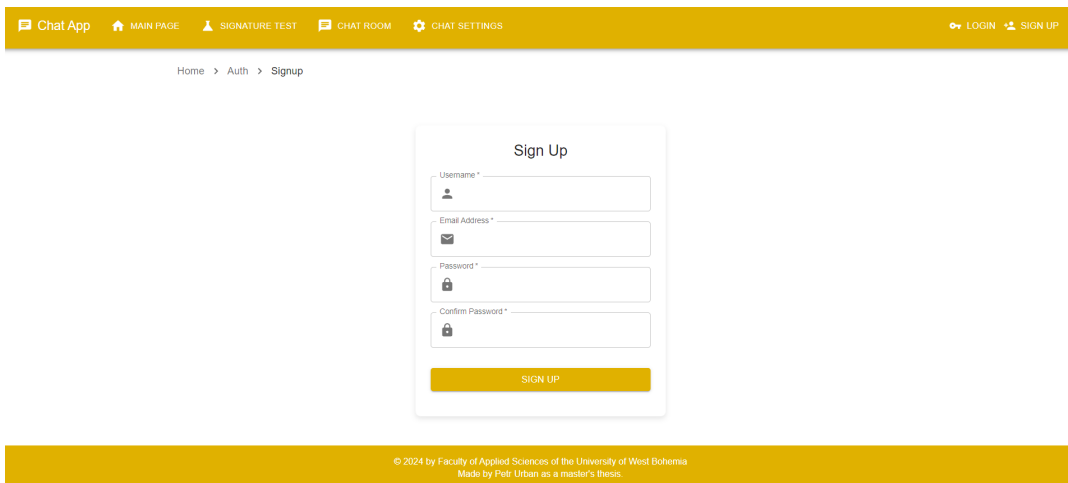 Chat App MAIN PAGE SIGNATURE TEST CHAT ROOM CHAT SETTINGS LOGIN SIGN UP
Home > Auth > Signup
Sign Up
Username *
Email Address *
Password *
Confirm Password *
SIGN UP
© 2024 by Faculty of Applied Sciences of the University of West Bohemia
Made by Petr Urban as a master's thesis.